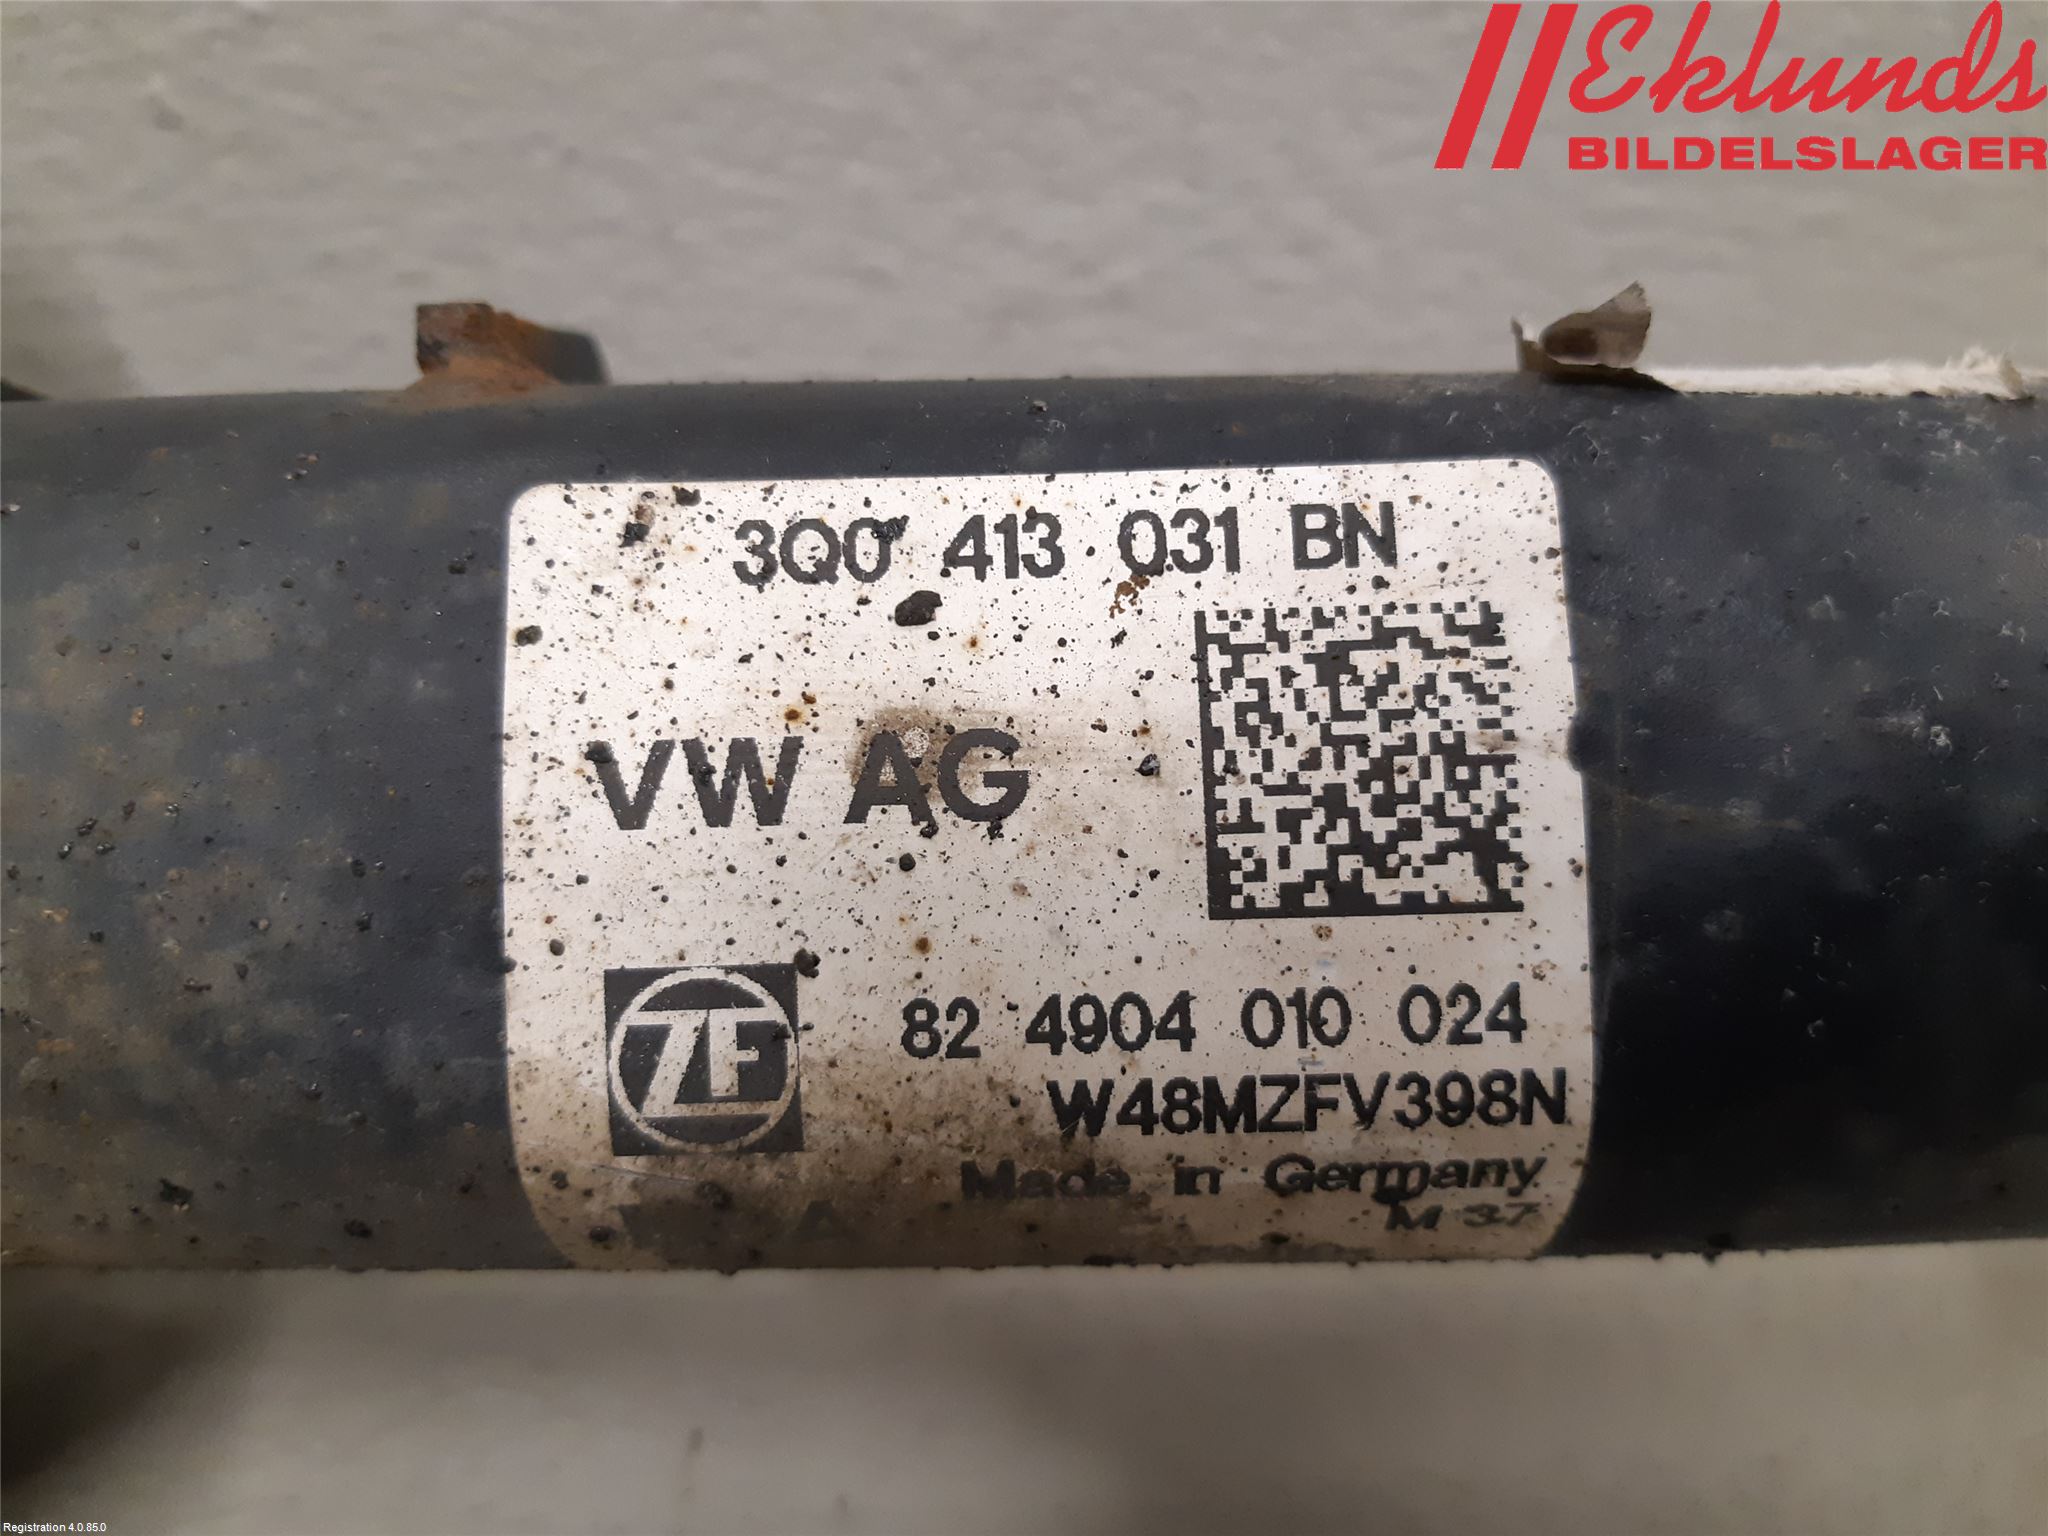 Eklunds
BILDELSLAGER
3Q0 413 031 BN
VW AG
ZF
82 4904 010 024
W48MZFV398N
Made in Germany
M 37
Registration 4.0.85.0